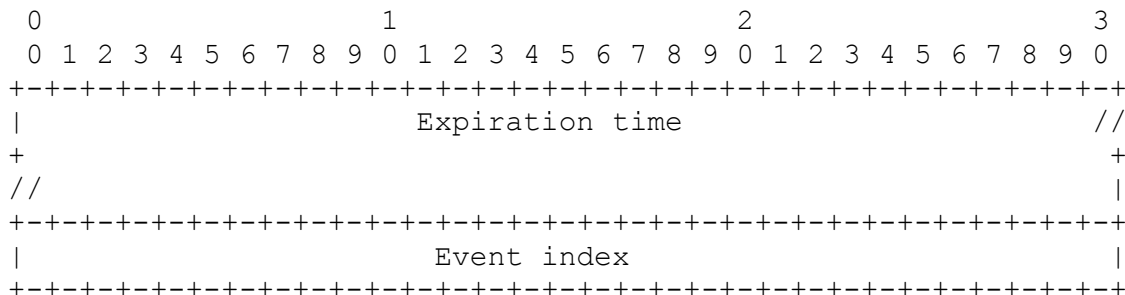 0                   1                   2                   3
 0 1 2 3 4 5 6 7 8 9 0 1 2 3 4 5 6 7 8 9 0 1 2 3 4 5 6 7 8 9 0
+-+-+-+-+-+-+-+-+-+-+-+-+-+-+-+-+-+-+-+-+-+-+-+-+-+-+-+-+-+-+-+
|                      Expiration time                       //
+                                                             +
//                                                            |
+-+-+-+-+-+-+-+-+-+-+-+-+-+-+-+-+-+-+-+-+-+-+-+-+-+-+-+-+-+-+-+
|                       Event index                           |
+-+-+-+-+-+-+-+-+-+-+-+-+-+-+-+-+-+-+-+-+-+-+-+-+-+-+-+-+-+-+-+